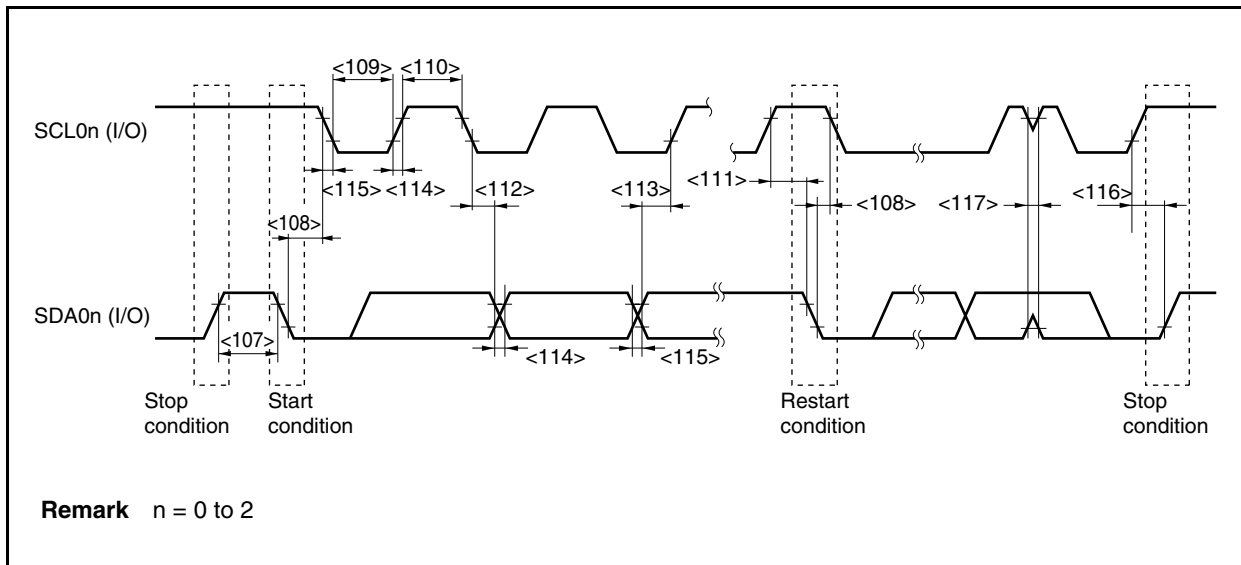 <109> <110>
SCL0n (I/O)
<115> <114> <112> <113> <111> <108> <117> <116>
<108>
SDA0n (I/O)
<107>
<114> <115>
Stop
condition
Start
condition
Restart
condition
Stop
condition
Remark n = 0 to 2